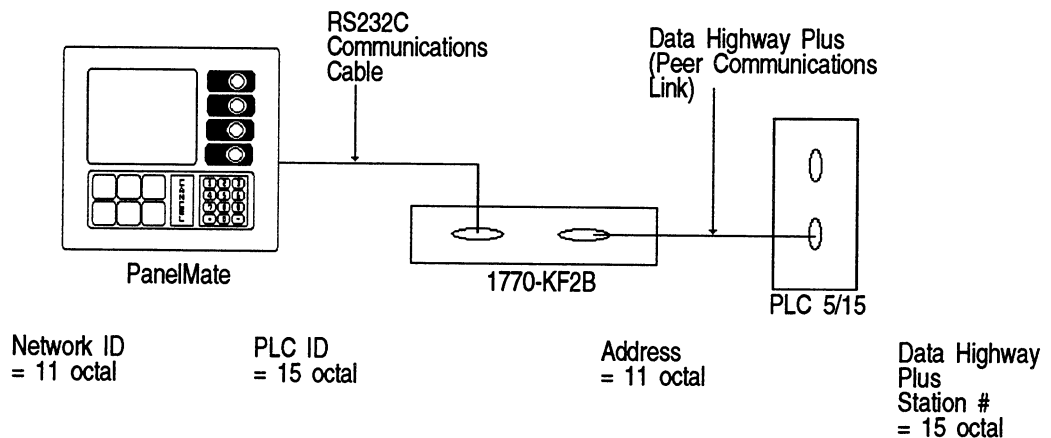 RS232C
Communications
Cable
Data Highway Plus
(Peer Communications
Link)
PanelMate
1770-KF2B
PLC 5/15
Network ID
= 11 octal
PLC ID
= 15 octal
Address
= 11 octal
Data Highway
Plus
Station #
= 15 octal